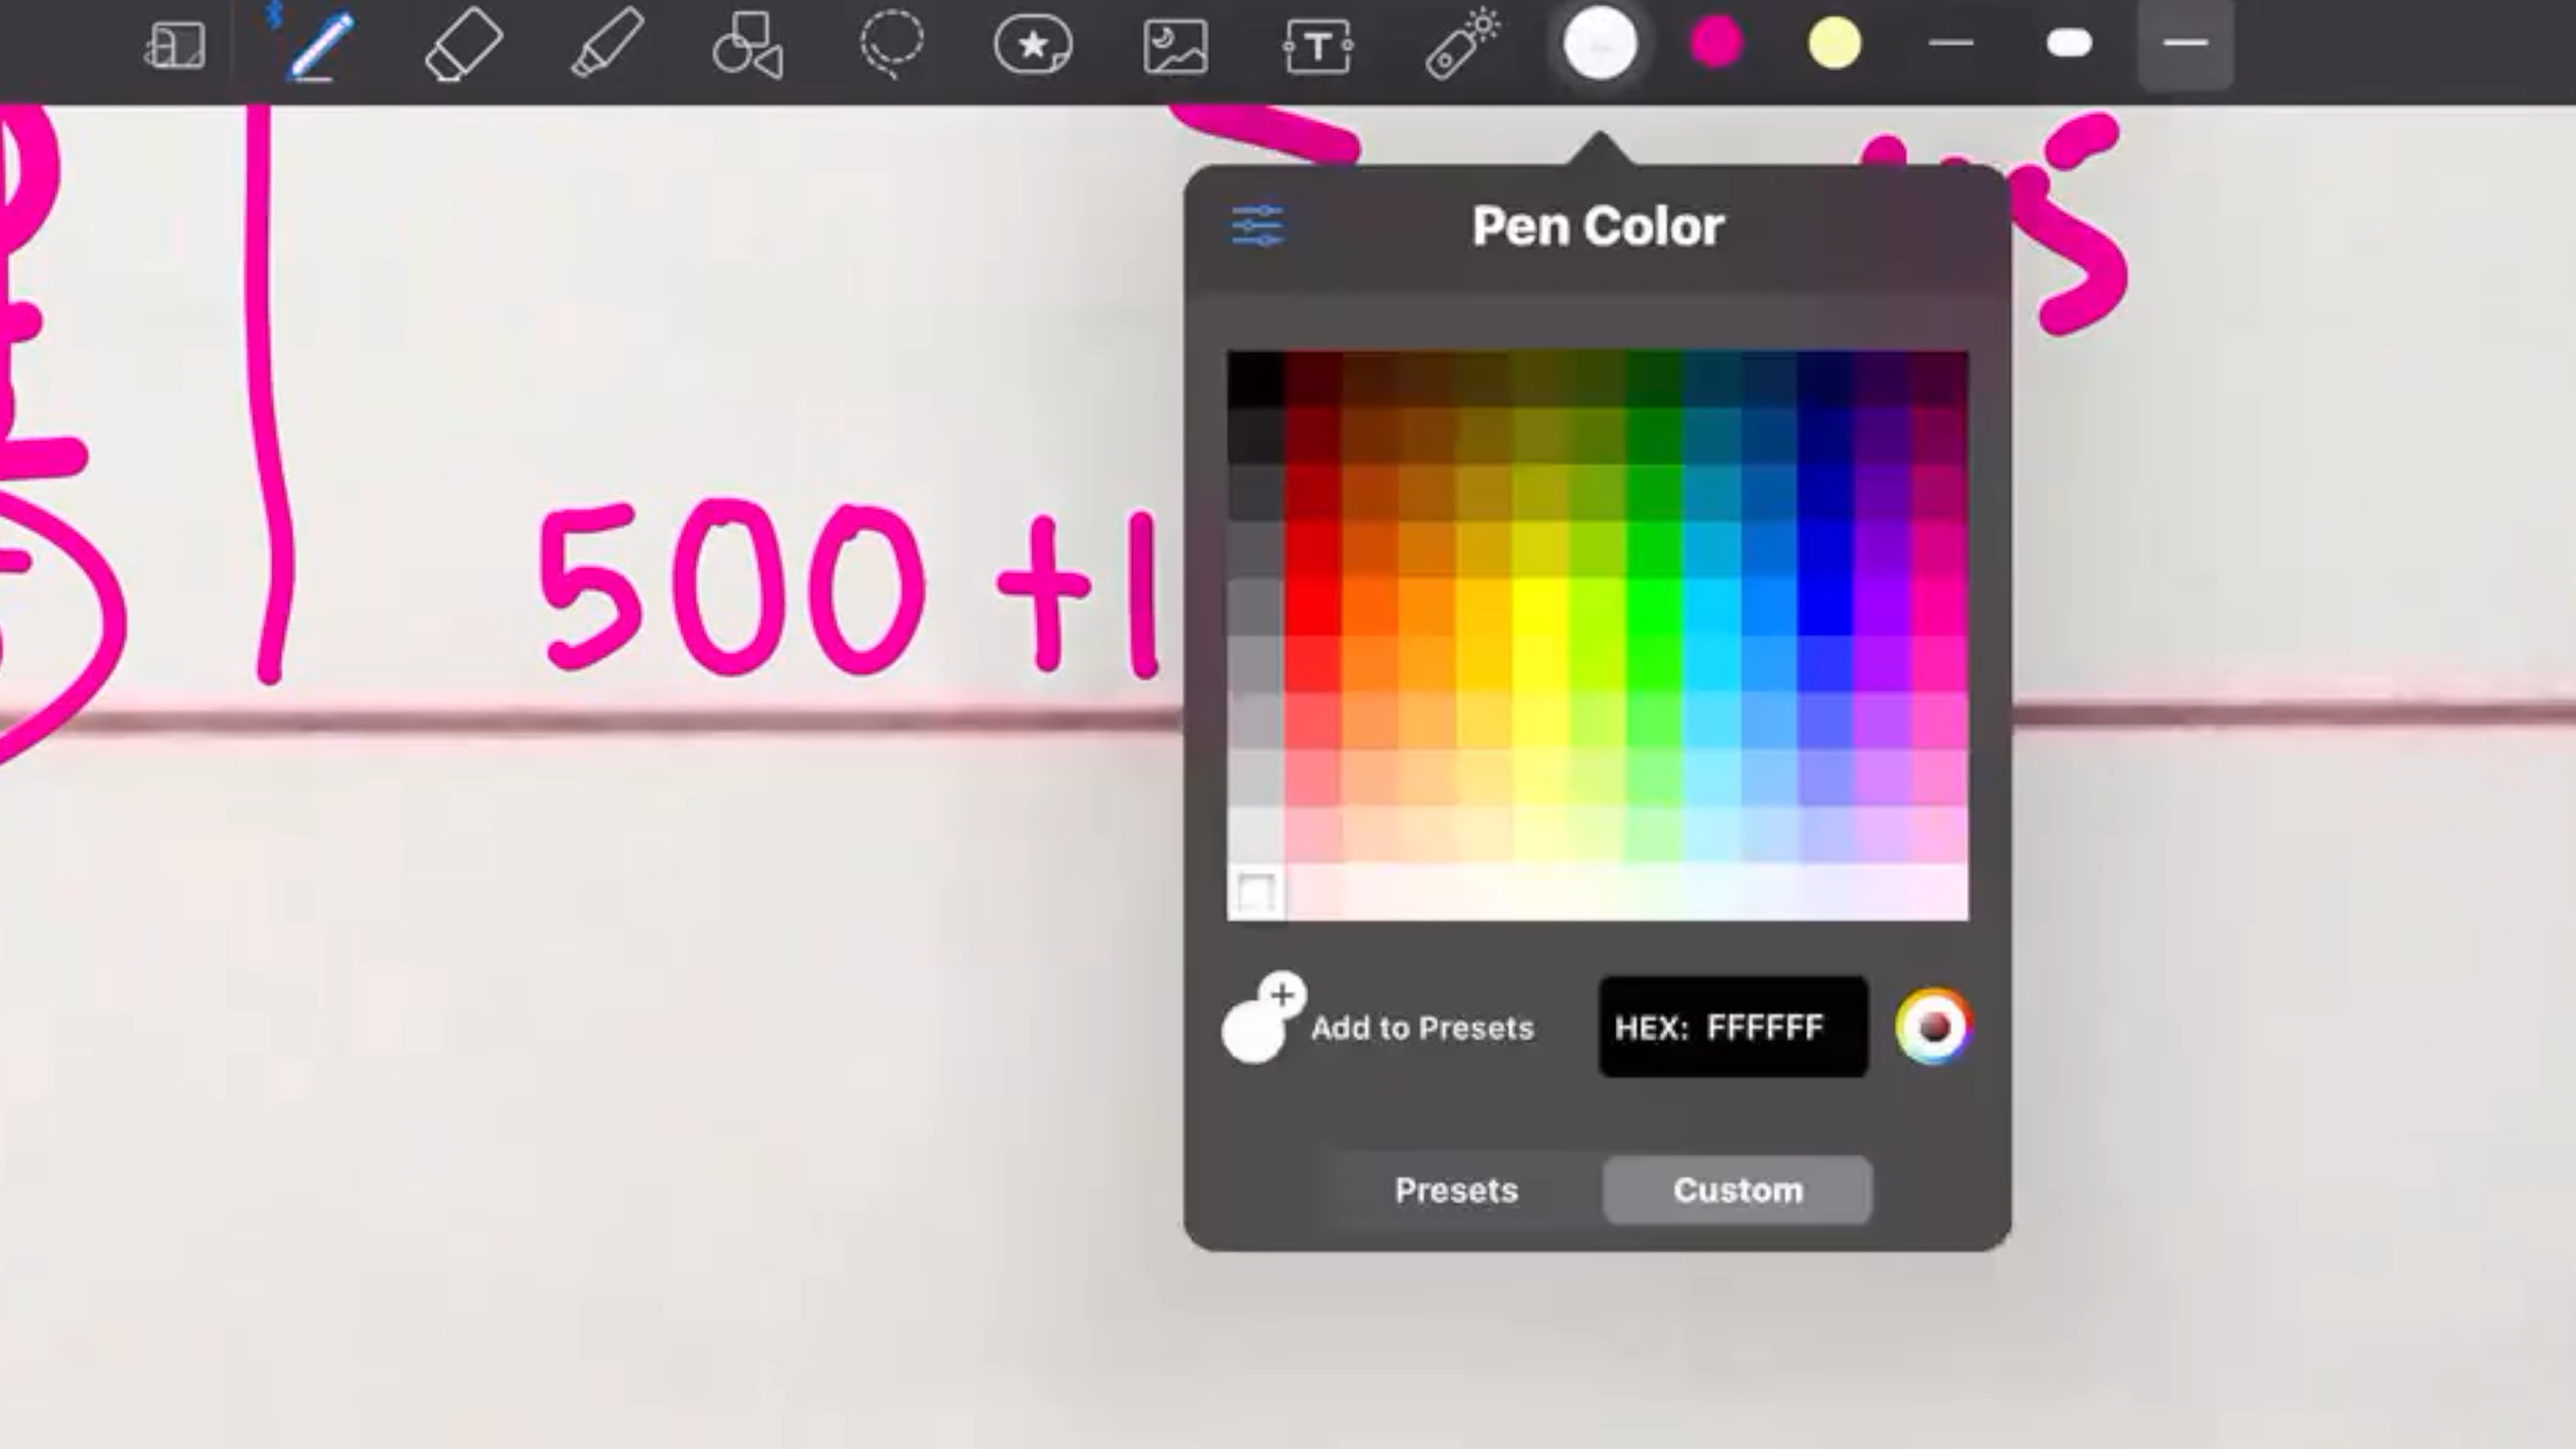 Pen Color
500 +1
Add to Presets
HEX: FFFFFF
Presets
Custom